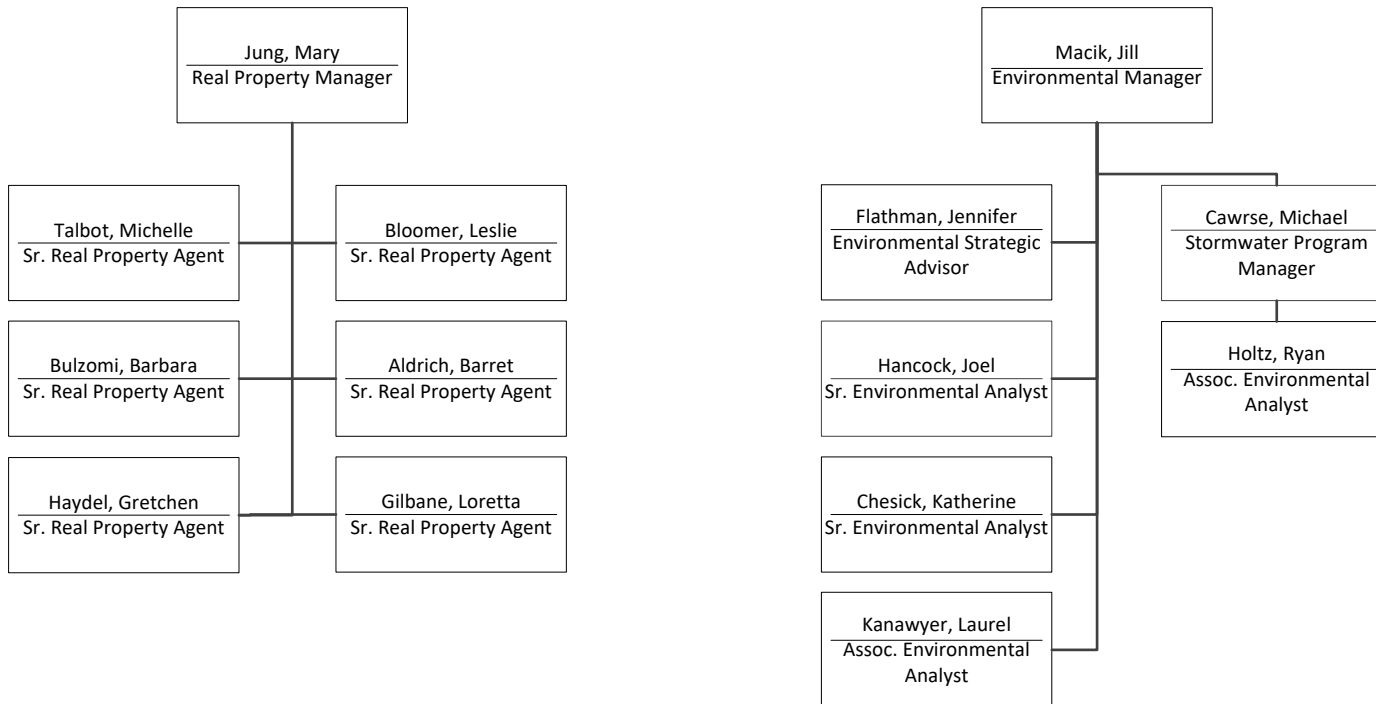 Jung, Mary
Real Property Manager
Macik, Jill
Environmental Manager
Talbot, Michelle
Sr. Real Property Agent
Bloomer, Leslie
Sr. Real Property Agent
Flathman, Jennifer
Environmental Strategic
Advisor
Cawrse, Michael
Stormwater Program
Manager
Bulzomi, Barbara
Sr. Real Property Agent
Aldrich, Barret
Sr. Real Property Agent
Hancock, Joel
Sr. Environmental Analyst
Holtz, Ryan
Assoc. Environmental
Analyst
Haydel, Gretchen
Sr. Real Property Agent
Gilbane, Loretta
Sr. Real Property Agent
Chesick, Katherine
Sr. Environmental Analyst
Kanawyer, Laurel
Assoc. Environmental
Analyst